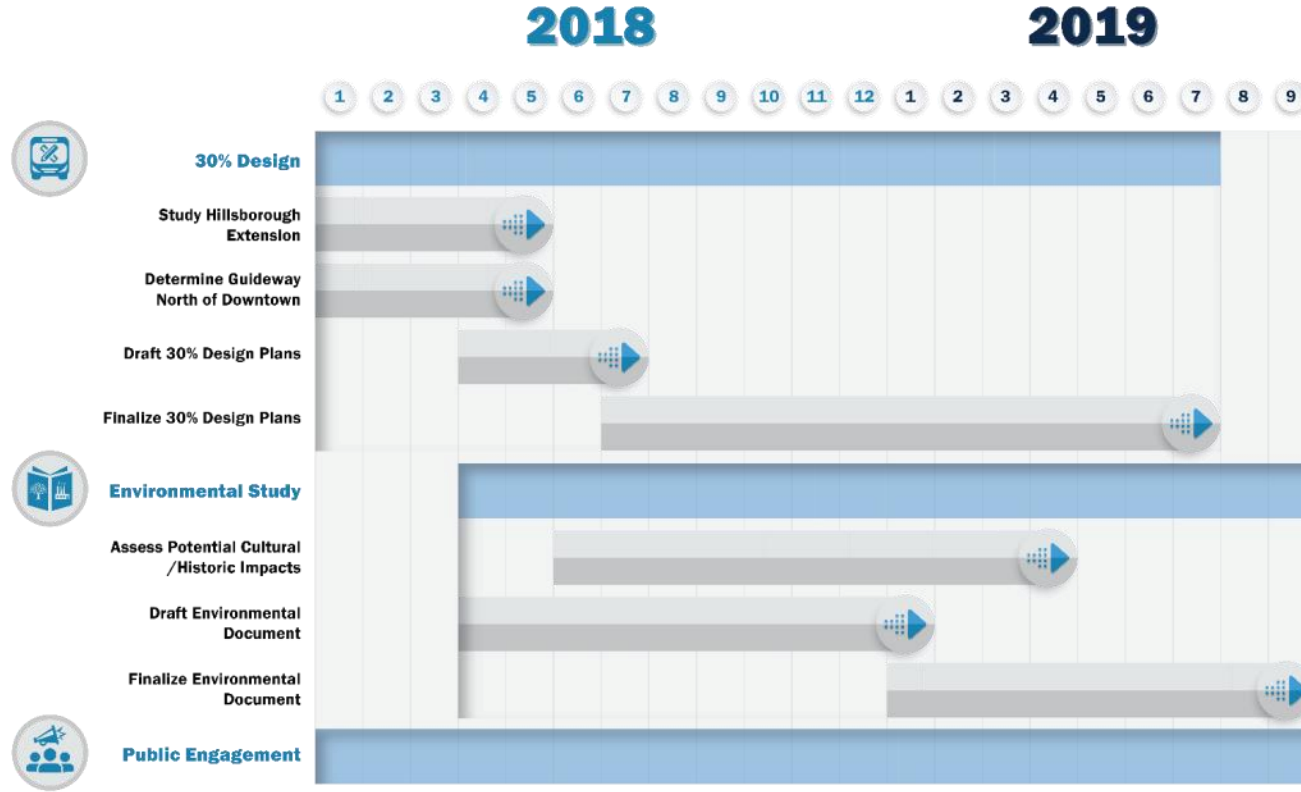 2018 2019
1 2 3 4 5 6 7 8 9 10 11 12 1 2 3 4 5 6 7 8 9
30% Design
Study Hillsborough
Extension
Determine Guideway
North of Downtown
Draft 30% Design Plans
Finalize 30% Design Plans
Environmental Study
Assess Potential Cultural
/Historic Impacts
Draft Environmental
Document
Finalize Environmental
Document
Public Engagement